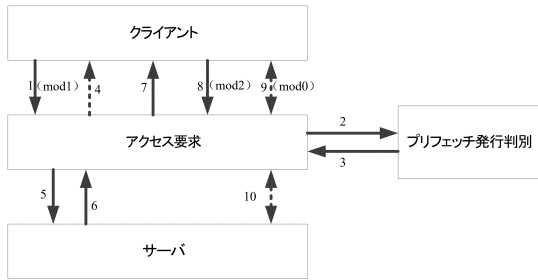 クライアント
1(mod1)
4
7
8(mod2)
9(mod0)
アクセス要求
2
3
プリフェッチ発行判別
5
6
10
サーバ